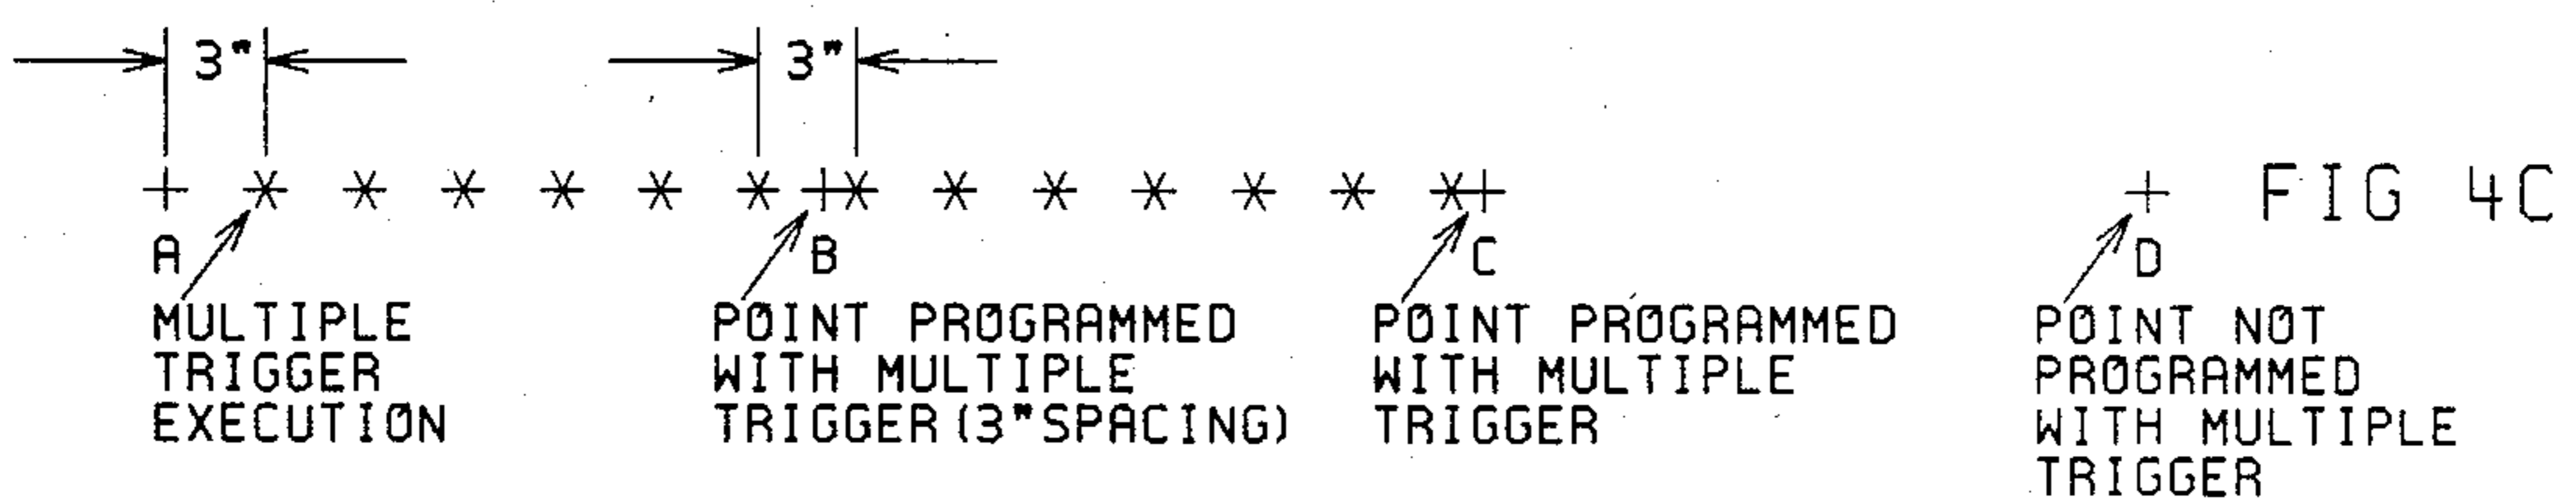 3" 3"
FIG 4C
A B C D
MULTIPLE
TRIGGER
EXECUTION
POINT PROGRAMMED
WITH MULTIPLE
TRIGGER (3" SPACING)
POINT PROGRAMMED
WITH MULTIPLE
TRIGGER
POINT NOT
PROGRAMMED
WITH MULTIPLE
TRIGGER